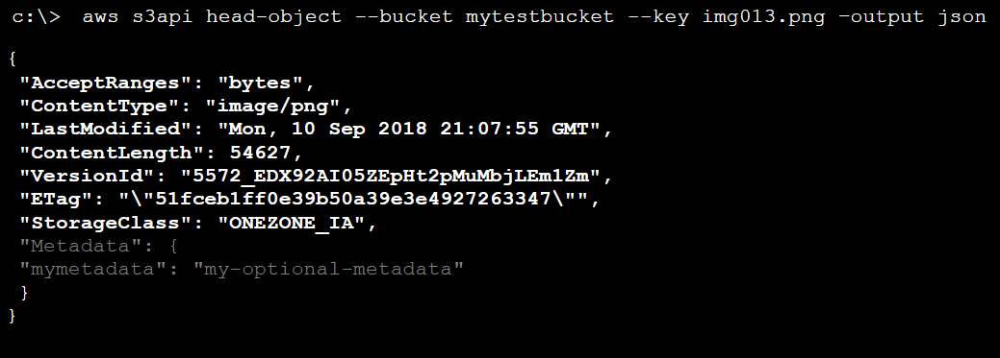 c:\> aws s3api head-object --bucket mytestbucket --key img013.png –output json
{
"AcceptRanges": "bytes",
"ContentType": "image/png",
"LastModified": "Mon, 10 Sep 2018 21:07:55 GMT",
"ContentLength": 54627,
"VersionId": "5572_EDX92AI05ZEpHt2pMuMbjLEm1Zm",
"ETag": "\"51fceb1ff0e39b50a39e3e4927263347\"",
"StorageClass": "ONEZONE_IA",
"Metadata": {
"mymetadata": "my-optional-metadata"
}
}